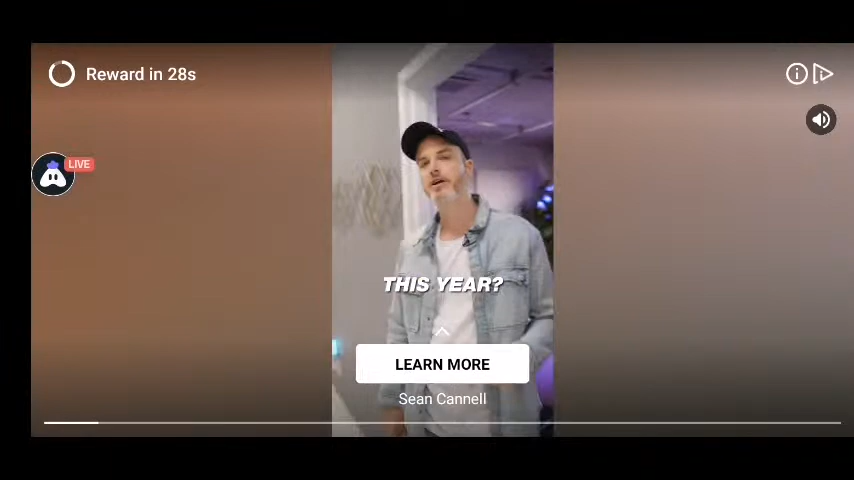 Reward in 28s
LIVE
THIS YEAR?
LEARN MORE
Sean Cannell